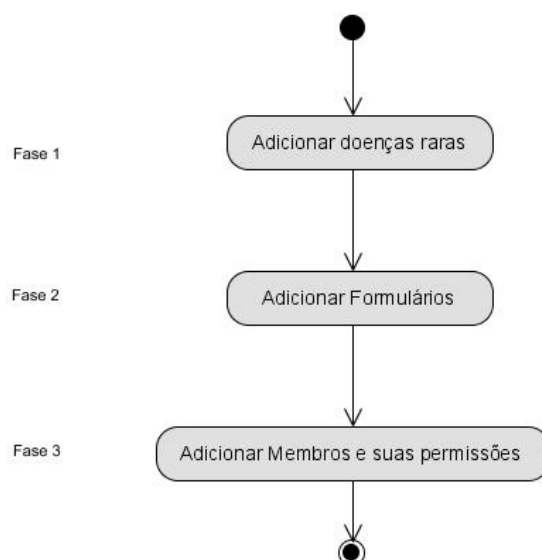 Fase 1
Adicionar doenças raras
Fase 2
Adicionar Formulários
Fase 3
Adicionar Membros e suas permissões